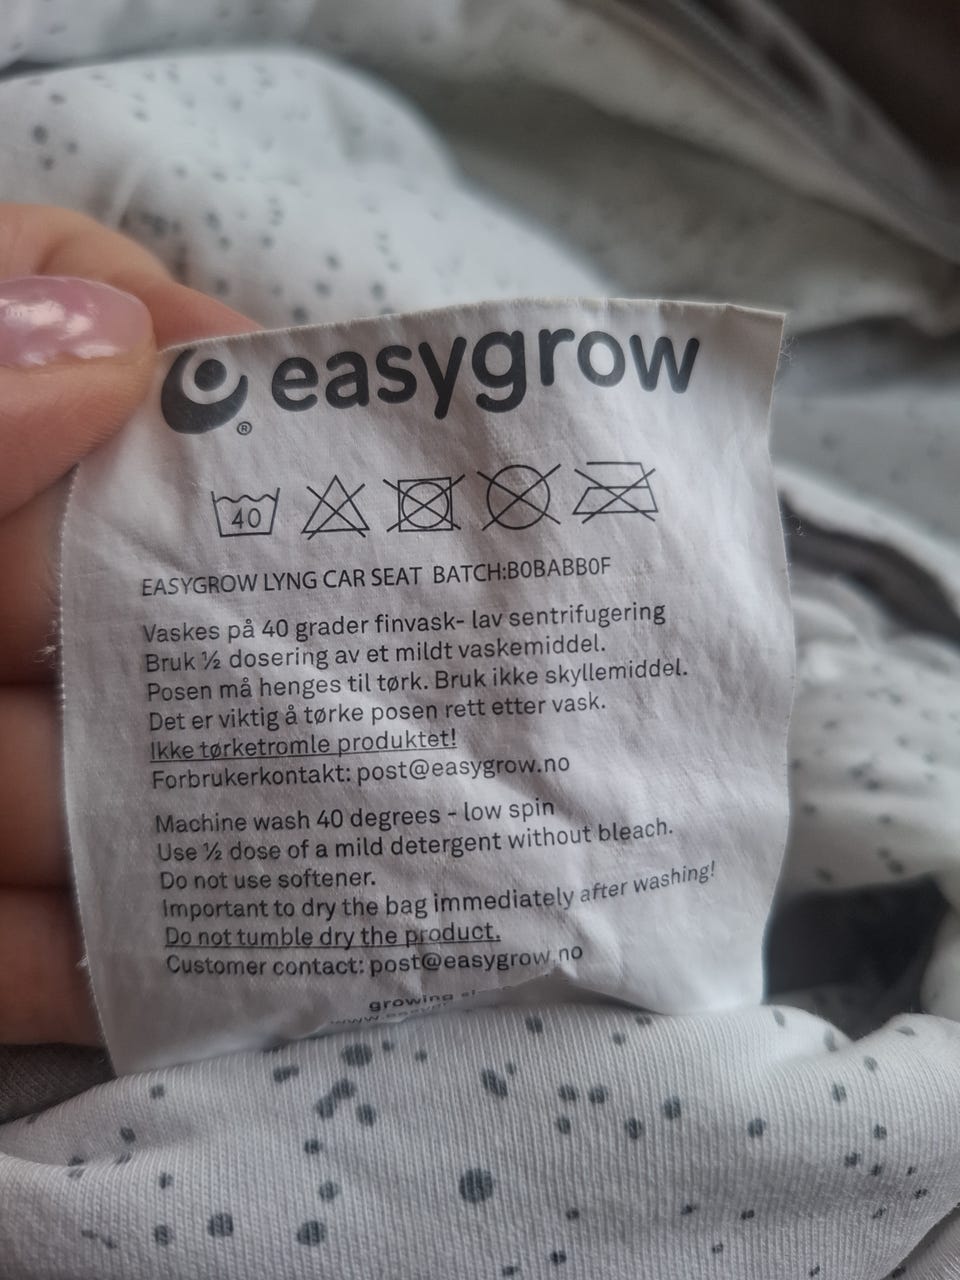 easygrow
®
40
EASYGROW LYNG CAR SEAT BATCH:B0BABB0F
Vaskes på 40 grader finvask- lav sentrifugering
Bruk ½ dosering av et mildt vaskemiddel.
Posen må henges til tørk. Bruk ikke skyllemiddel.
Det er viktig å tørke posen rett etter vask.
Ikke tørketromle produktet!
Forbrukerkontakt: post@easygrow.no
Machine wash 40 degrees - low spin
Use ½ dose of a mild detergent without bleach.
Do not use softener.
Important to dry the bag immediately after washing!
Do not tumble dry the product.
Customer contact: post@easygrow.no
growing